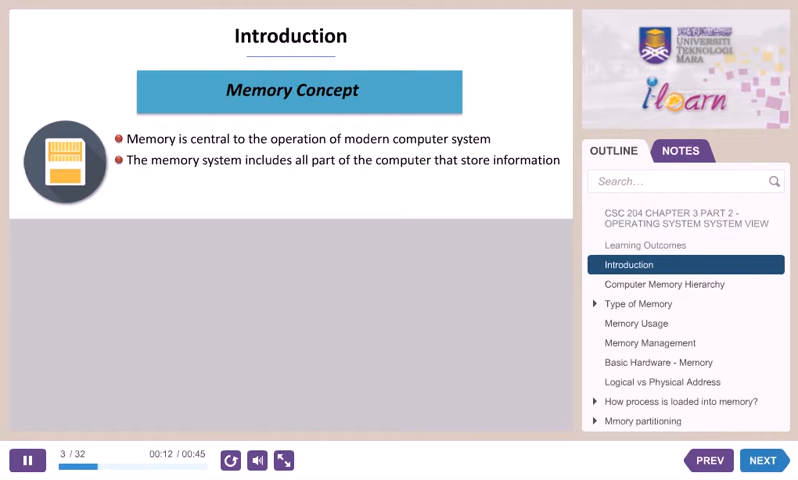 Introduction
Memory Concept
Memory is central to the operation of modern computer system
The memory system includes all part of the computer that store information
UNIVERSITI
TEKNOLOGI
MARA
i-learn
OUTLINE
NOTES
Search...
CSC 204 CHAPTER 3 PART 2 -
OPERATING SYSTEM SYSTEM VIEW
Learning Outcomes
Introduction
Computer Memory Hierarchy
Type of Memory
Memory Usage
Memory Management
Basic Hardware - Memory
Logical vs Physical Address
How process is loaded into memory?
Mmory partitioning
3 / 32
00:12 / 00:45
PREV
NEXT